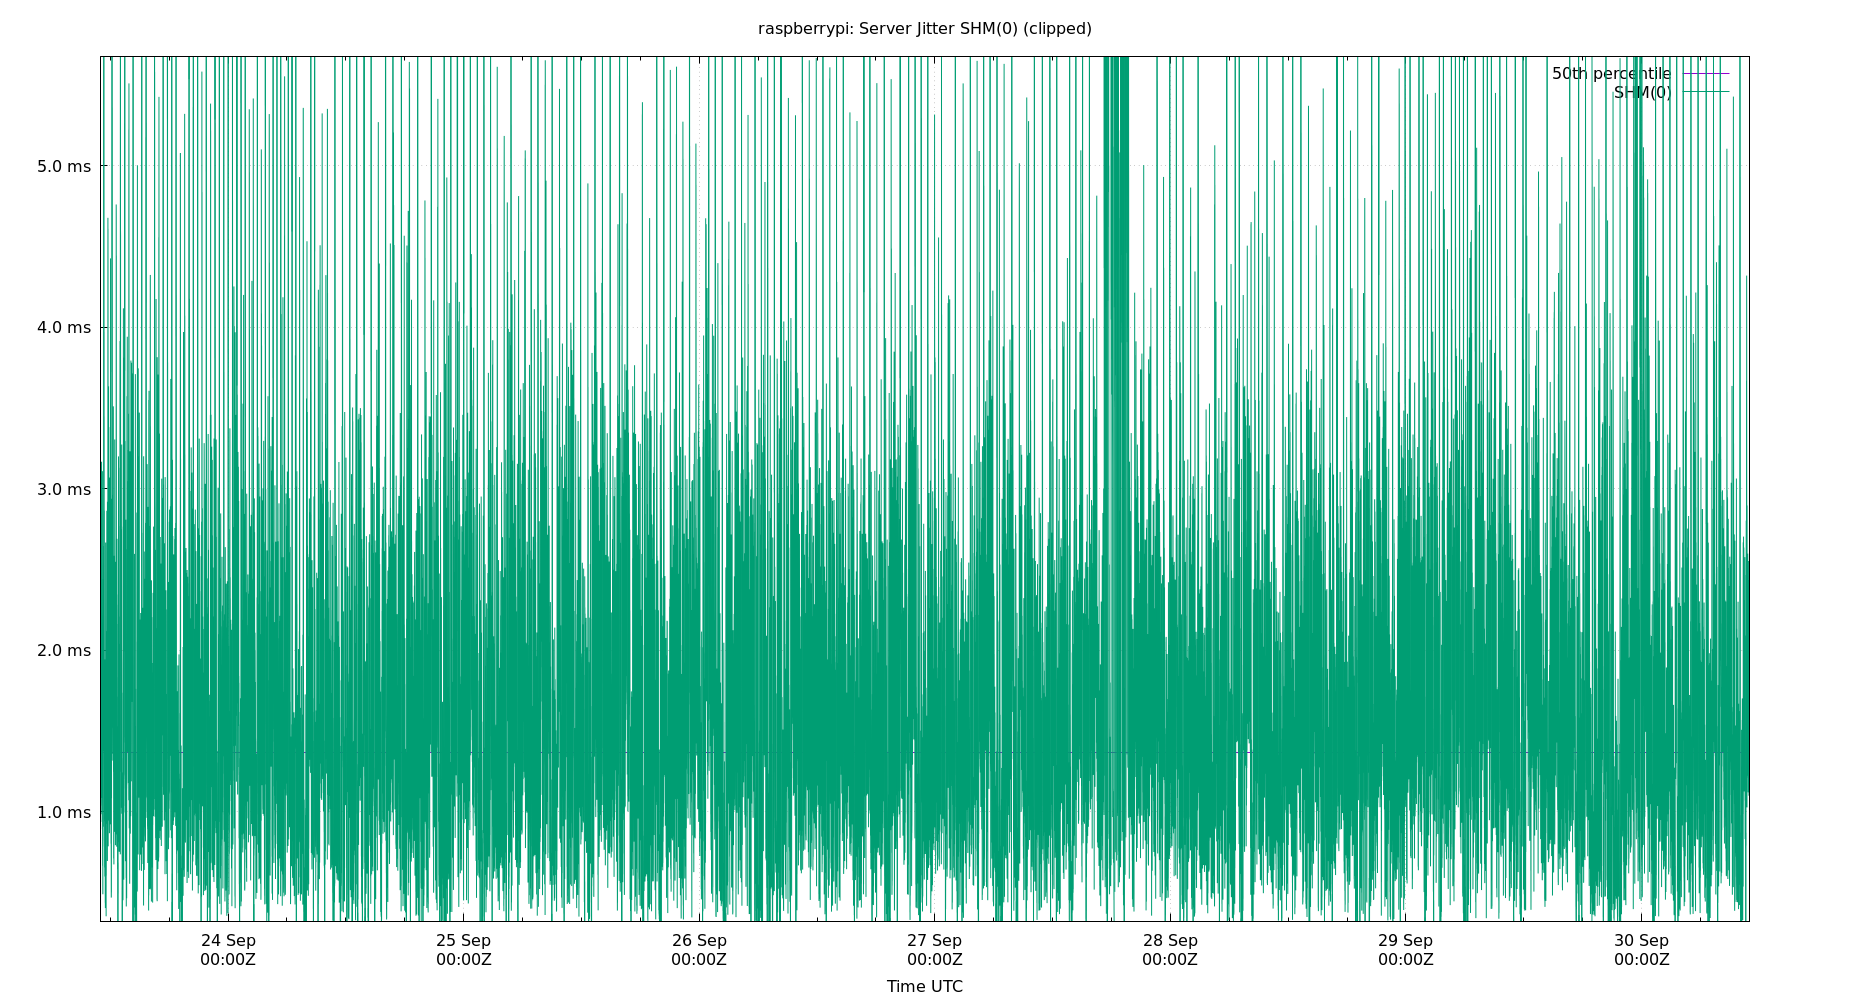 raspberrypi: Server Jitter SHM(0) (clipped)
50th percentile
SHM(0)
5.0 ms
4.0 ms
3.0 ms
2.0 ms
1.0 ms
24 Sep 25 Sep 26 Sep 27 Sep 28 Sep 29 Sep 30 Sep
00:00Z 00:00Z 00:00Z 00:00Z 00:00Z 00:00Z 00:00Z
Time UTC